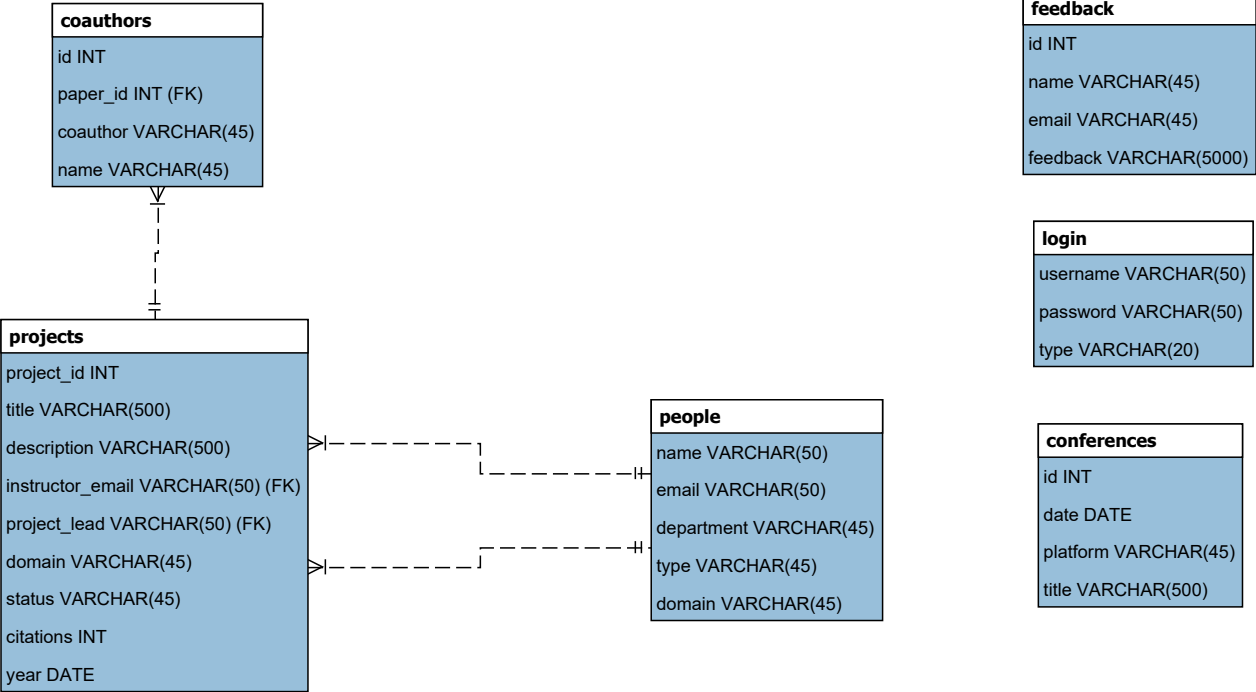 coauthors
id INT
paper_id INT (FK)
coauthor VARCHAR(45)
name VARCHAR(45)
projects
project_id INT
title VARCHAR(500)
description VARCHAR(500)
instructor_email VARCHAR(50) (FK)
project_lead VARCHAR(50) (FK)
domain VARCHAR(45)
status VARCHAR(45)
citations INT
year DATE
people
name VARCHAR(50)
email VARCHAR(50)
department VARCHAR(45)
type VARCHAR(45)
domain VARCHAR(45)
feedback
id INT
name VARCHAR(45)
email VARCHAR(45)
feedback VARCHAR(5000)
login
username VARCHAR(50)
password VARCHAR(50)
type VARCHAR(20)
conferences
id INT
date DATE
platform VARCHAR(45)
title VARCHAR(500)